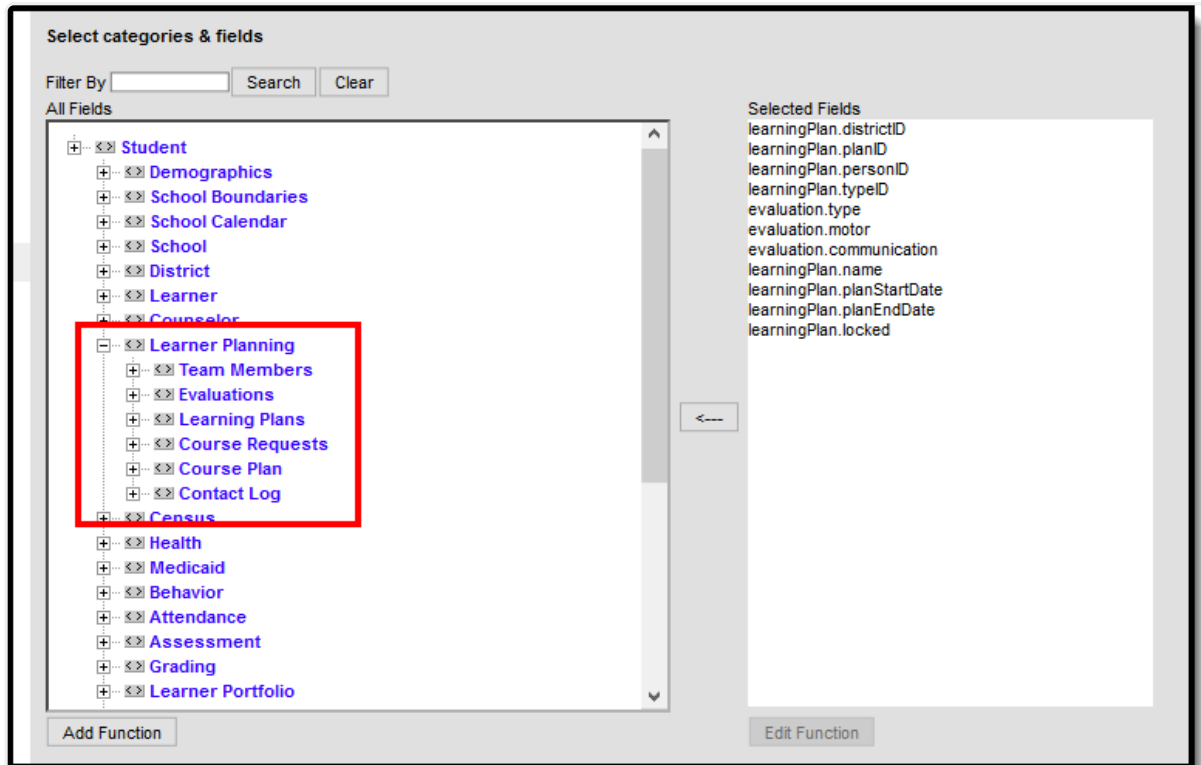 Select categories & fields
Filter By
Search
Clear
All Fields
Student
Demographics
School Boundaries
School Calendar
School
District
Learner
Counselor
Learner Planning
Team Members
Evaluations
Learning Plans
Course Requests
Course Plan
Contact Log
Census
Health
Medicaid
Behavior
Attendance
Assessment
Grading
Learner Portfolio
Add Function
<---
Selected Fields
learningPlan.districtID
learningPlan.planID
learningPlan.personID
learningPlan.typeID
evaluation.type
evaluation.motor
evaluation.communication
learningPlan.name
learningPlan.planStartDate
learningPlan.planEndDate
learningPlan.locked
Edit Function